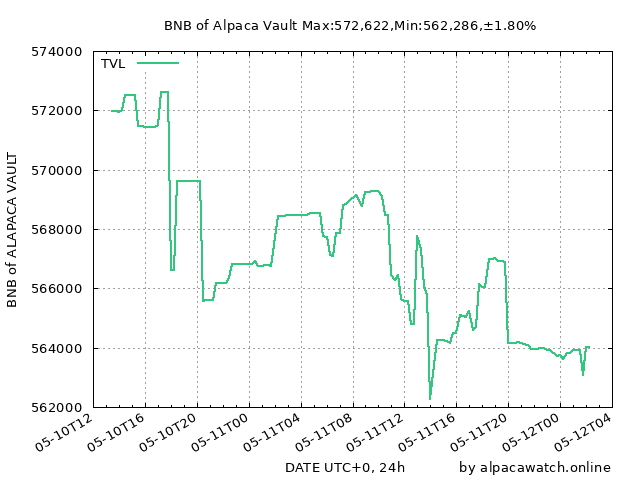 BNB of Alpaca Vault Max:572,622,Min:562,286,±1.80%
574000
TVL
572000
570000
568000
566000
564000
562000
BNB of ALAPACA VAULT
05-10T12
05-10T16
05-10T20
05-11T00
05-11T04
05-11T08
05-11T12
05-11T16
05-11T20
05-12T00
05-12T04
DATE UTC+0, 24h
by alpacawatch.online